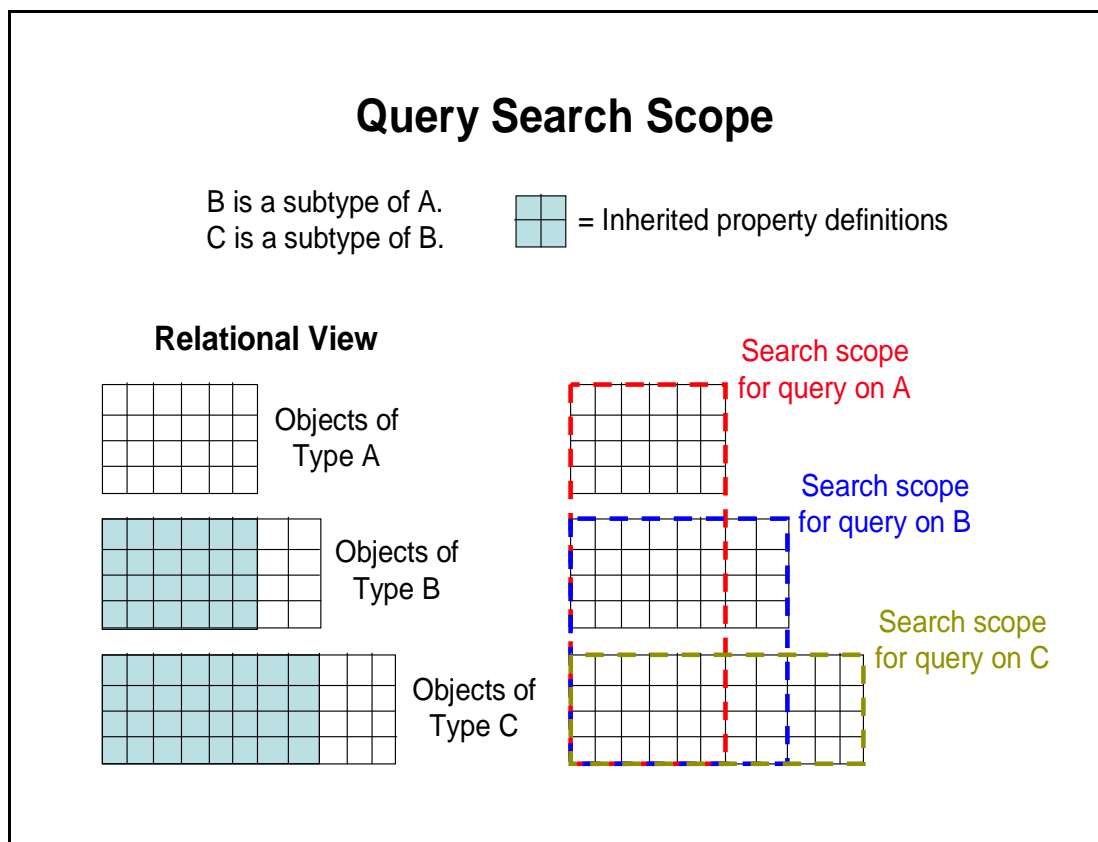 Query Search Scope
B is a subtype of A.
C is a subtype of B.
= Inherited property definitions
Relational View
Objects of
Type A
Objects of
Type B
Objects of
Type C
Search scope
for query on A
Search scope
for query on B
Search scope
for query on C